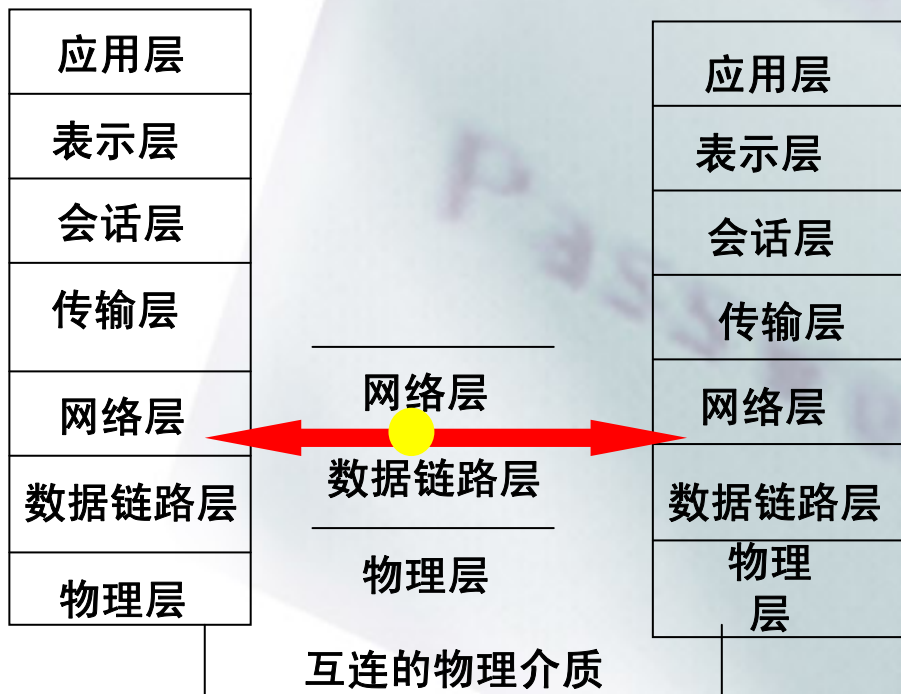 应用层
表示层
会话层
传输层
网络层
数据链路层
物理层
网络层
数据链路层
物理层
应用层
表示层
会话层
传输层
网络层
数据链路层
物理
层
互连的物理介质